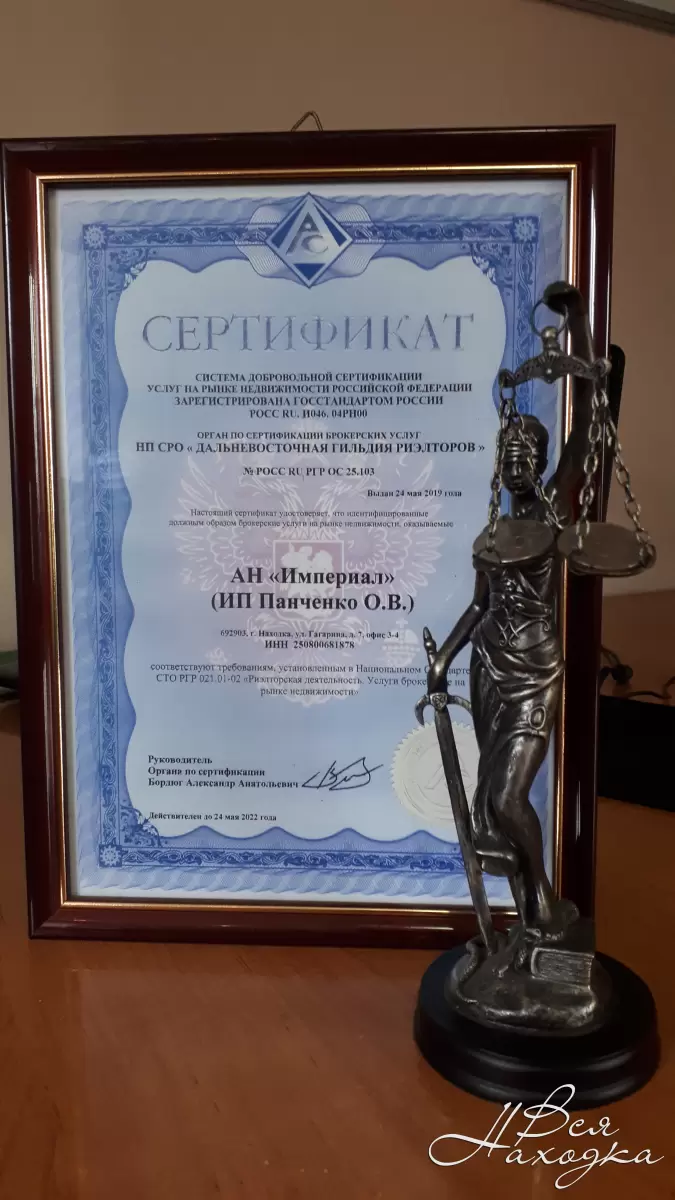 СЕРТИФИКАТ
СИСТЕМА ДОБРОВОЛЬНОЙ СЕРТИФИКАЦИИ
УСЛУГ НА РЫНКЕ НЕДВИЖИМОСТИ РОССИЙСКОЙ ФЕДЕРАЦИИ
ЗАРЕГИСТРИРОВАНА ГОССТАНДАРТОМ РОССИИ
РОСС RU. И046. 04РН00
ОРГАН ПО СЕРТИФИКАЦИИ БРОКЕРСКИХ УСЛУГ
НП СРО « ДАЛЬНЕВОСТОЧНАЯ ГИЛЬДИЯ РИЭЛТОРОВ »
№ РОСС RU РГР ОС 25.103
Выдан 24 мая 2019 года
Настоящий сертификат удостоверяет, что идентифицированные
должным образом брокерские услуги на рынке недвижимости, оказываемые
АН «Империал»
(ИП Панченко О.В.)
692903, г. Находка, ул. Гагарина, д. 7, офис 3-4
ИНН 250800681878
соответствуют требованиям, установленным в Национальном
СТО РГР 021.01-02 «Риэлторская деятельность. Услуги на
рынке недвижимости»
Руководитель
Органа по сертификации
Бордюг Александр Анатольевич
Действителен до 24 мая 2022 года
Вся
Находка